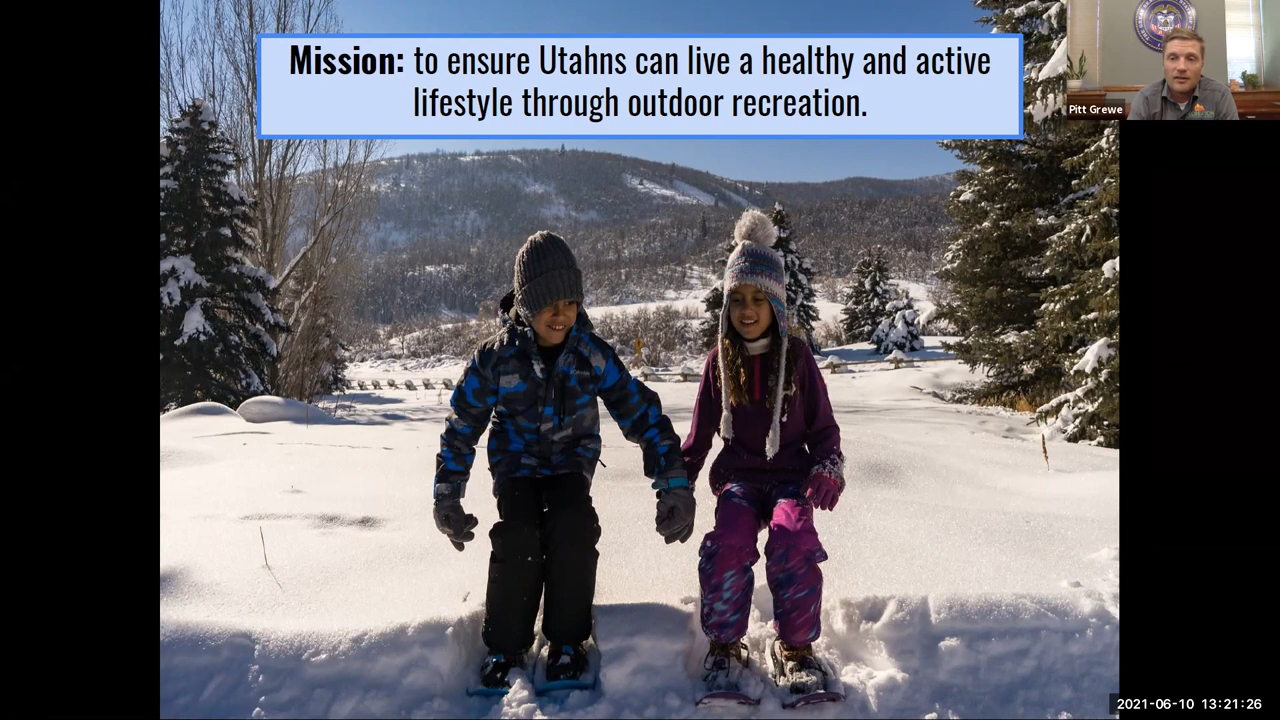 Mission: to ensure Utahns can live a healthy and active
lifestyle through outdoor recreation.
Pitt Grewe
2021-06-10 13:21:26